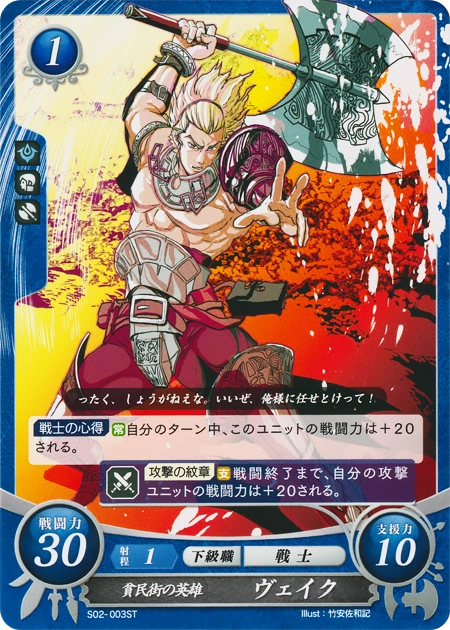 1
ったく、しょうがねえな。いいぜ、俺様に任せとけって!
戦士の心得 常 自分のターン中、このユニットの戦闘力は+20
される。
攻撃の紋章 支 戦闘終了まで、自分の攻撃
ユニットの戦闘力は+20される。
戦闘力
30
射程 1
下級職
戦士
支援力
10
貧民街の英雄 ヴェイク
S02-003ST
Illust:竹安佐和記